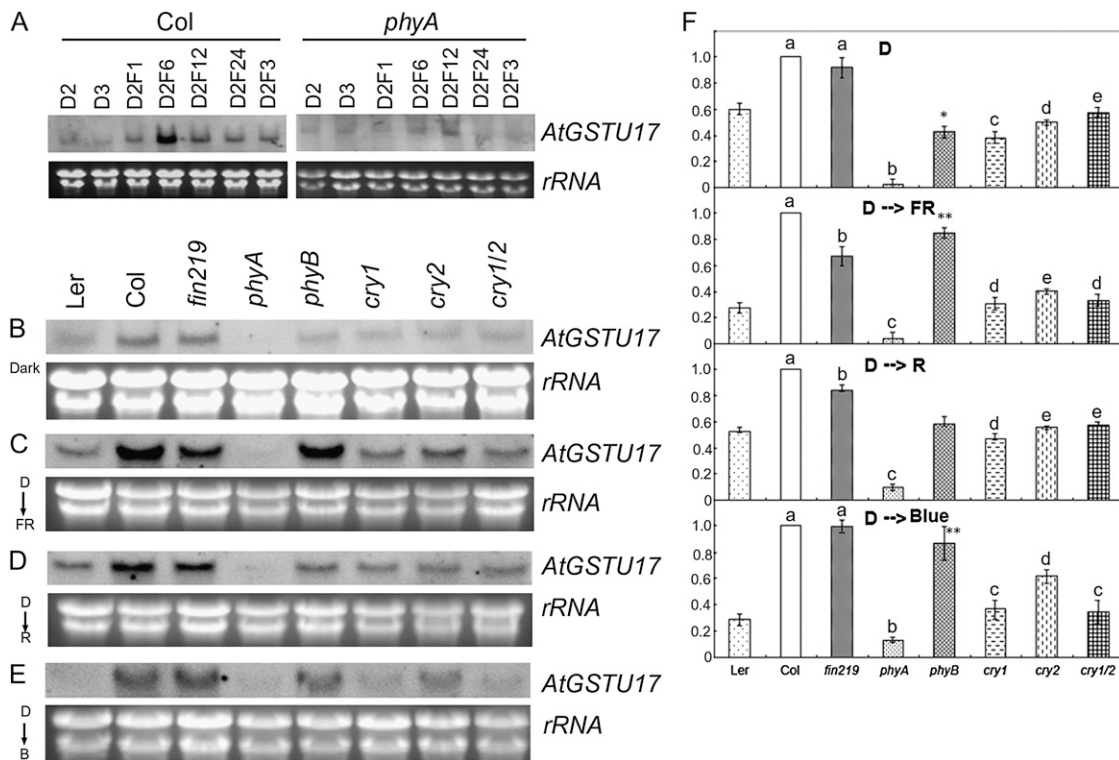 A
Col
phyA
D2 D3 D2F1 D2F6 D2F12 D2F24 D2F3
D2 D3 D2F1 D2F6 D2F12 D2F24 D2F3
AtGSTU17
rRNA
Ler Col fin219 phyA phyB cry1 cry2 cry1/2
B
AtGSTU17
Dark
rRNA
C
AtGSTU17
D
FR
rRNA
D
AtGSTU17
D
R
rRNA
E
AtGSTU17
D
B
rRNA
F
D
1.0
0.8
0.6
0.4
0.2
0
a a b * c d e
D --> FR
1.0
0.8
0.6
0.4
0.2
0
a b c ** d e d
D --> R
1.0
0.8
0.6
0.4
0.2
0
a b c d e e
D --> Blue
1.0
0.8
0.6
0.4
0.2
0
a a b ** c d c
Ler Col fin219 phyA phyB cry1 cry2 cry1/2